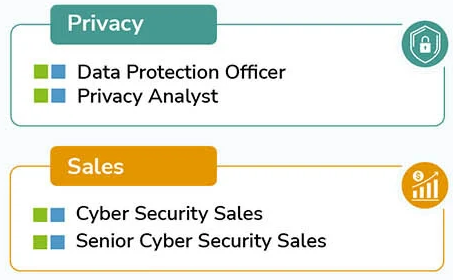 Privacy
Data Protection Officer
Privacy Analyst
Sales
$
Cyber Security Sales
Senior Cyber Security Sales